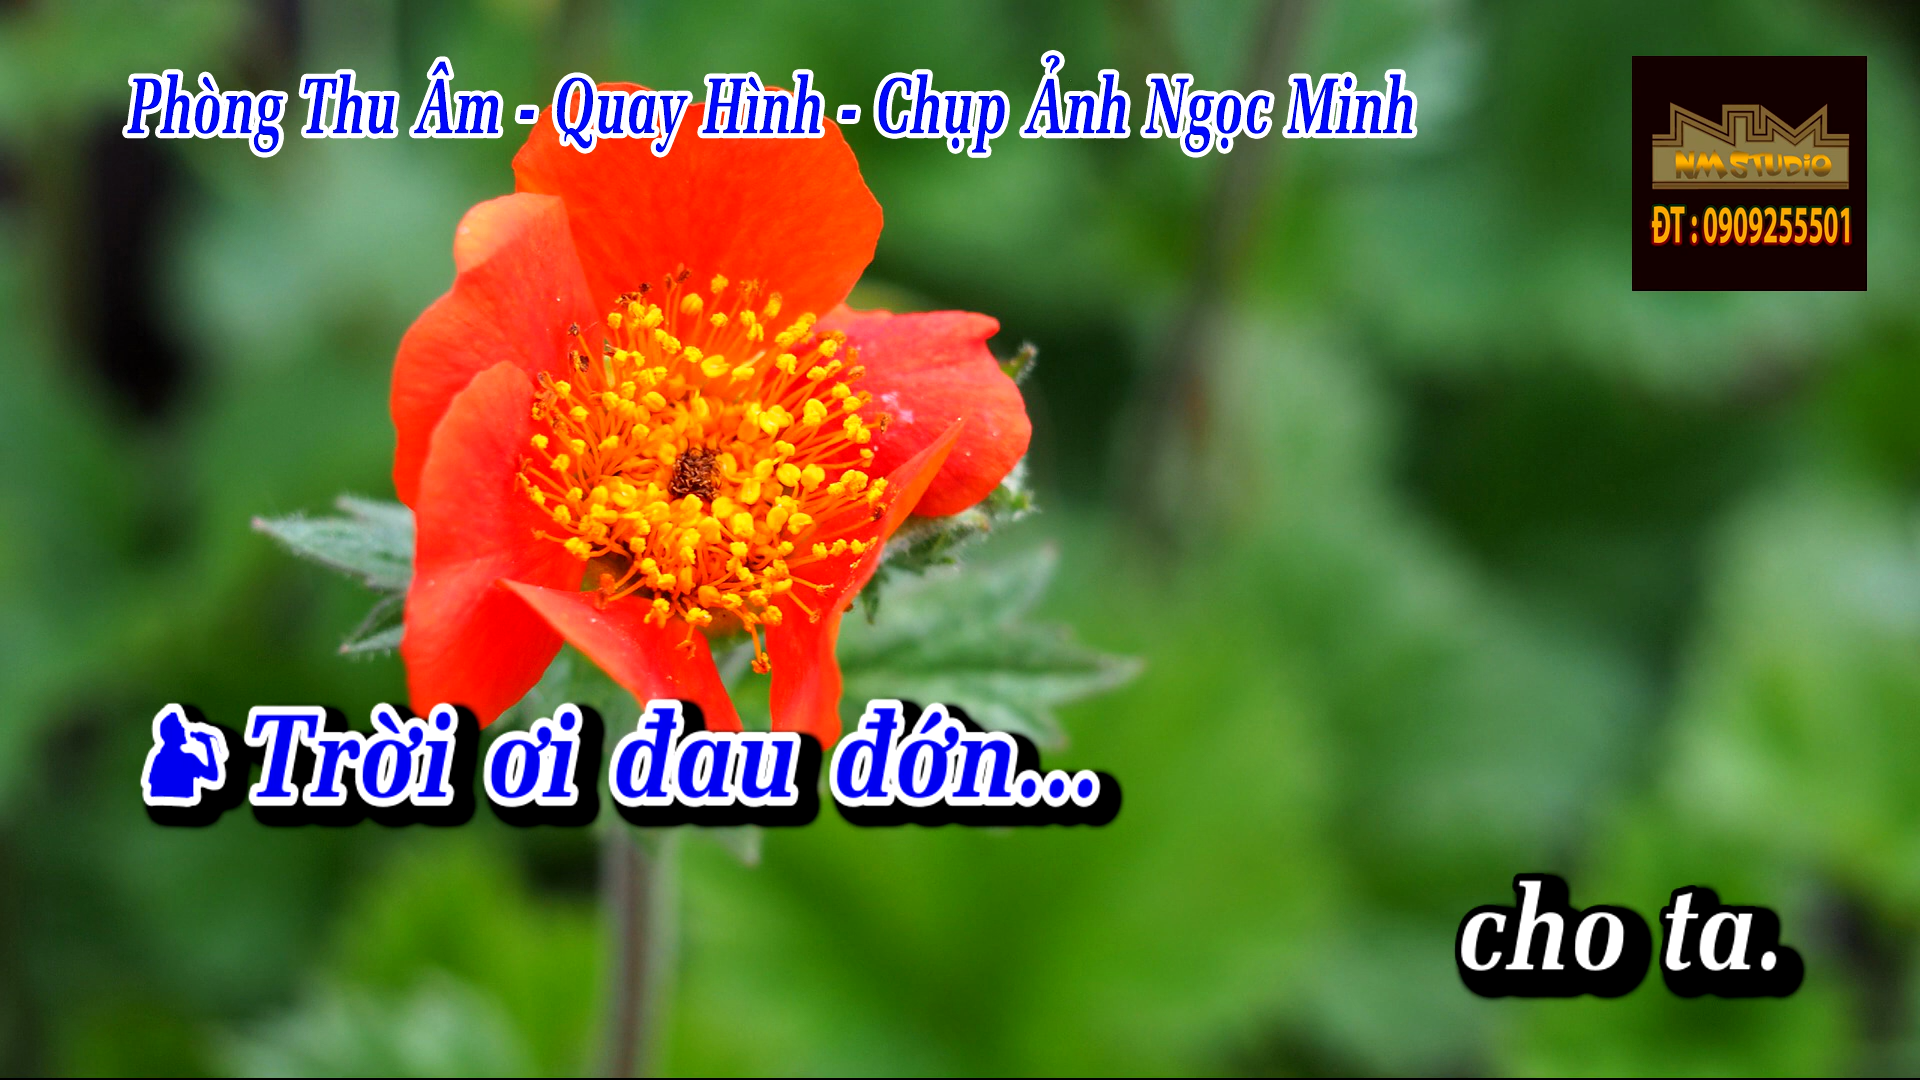 Phòng Thu Âm - Quay Hình - Chụp Ảnh Ngọc Minh
NM STUDiO
ĐT : 0909255501
Trời ơi đau đớn...
cho ta.